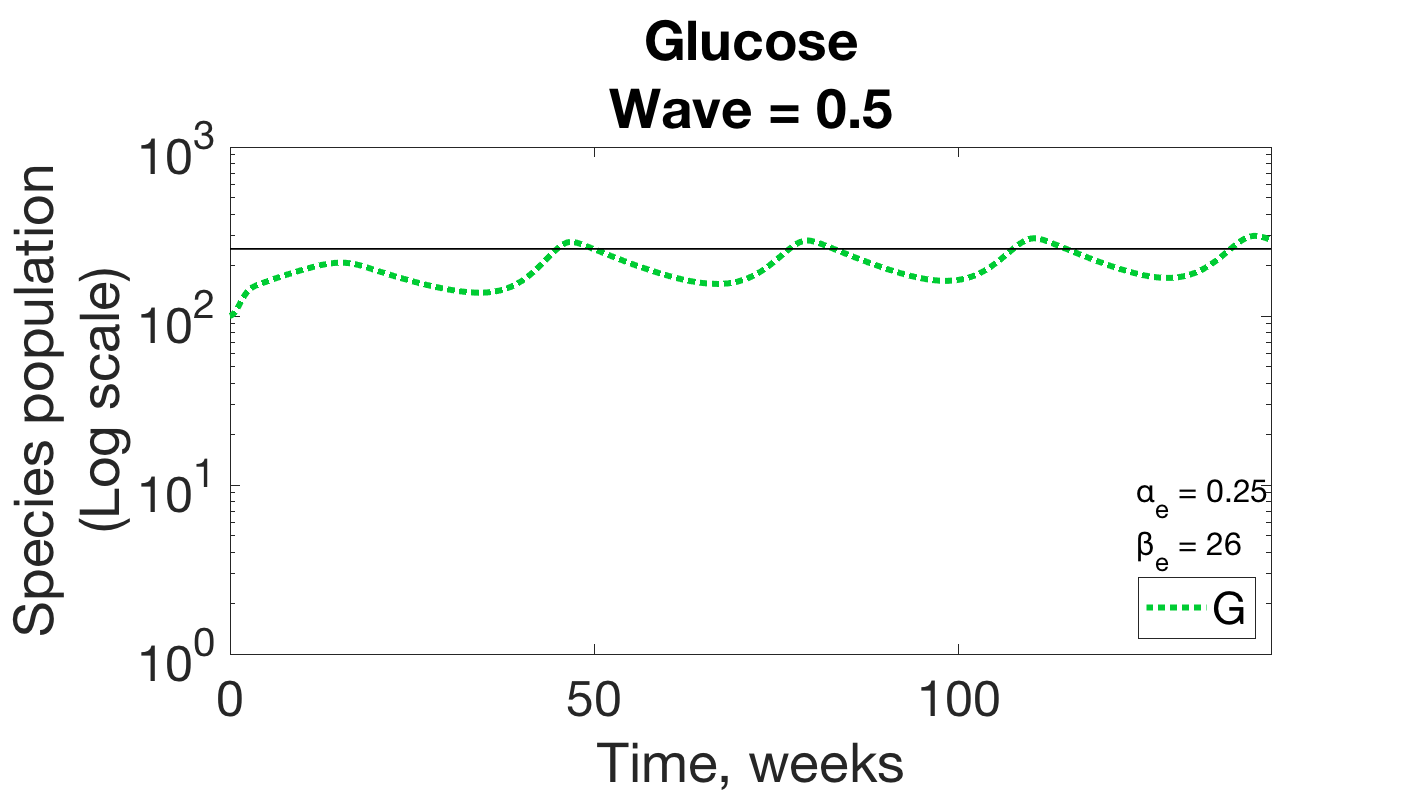 Glucose
Wave = 0.5
Species population
(Log scale)
10^3
10^2
10^1
10^0
α_e = 0.25
β_e = 26
G
0 50 100
Time, weeks